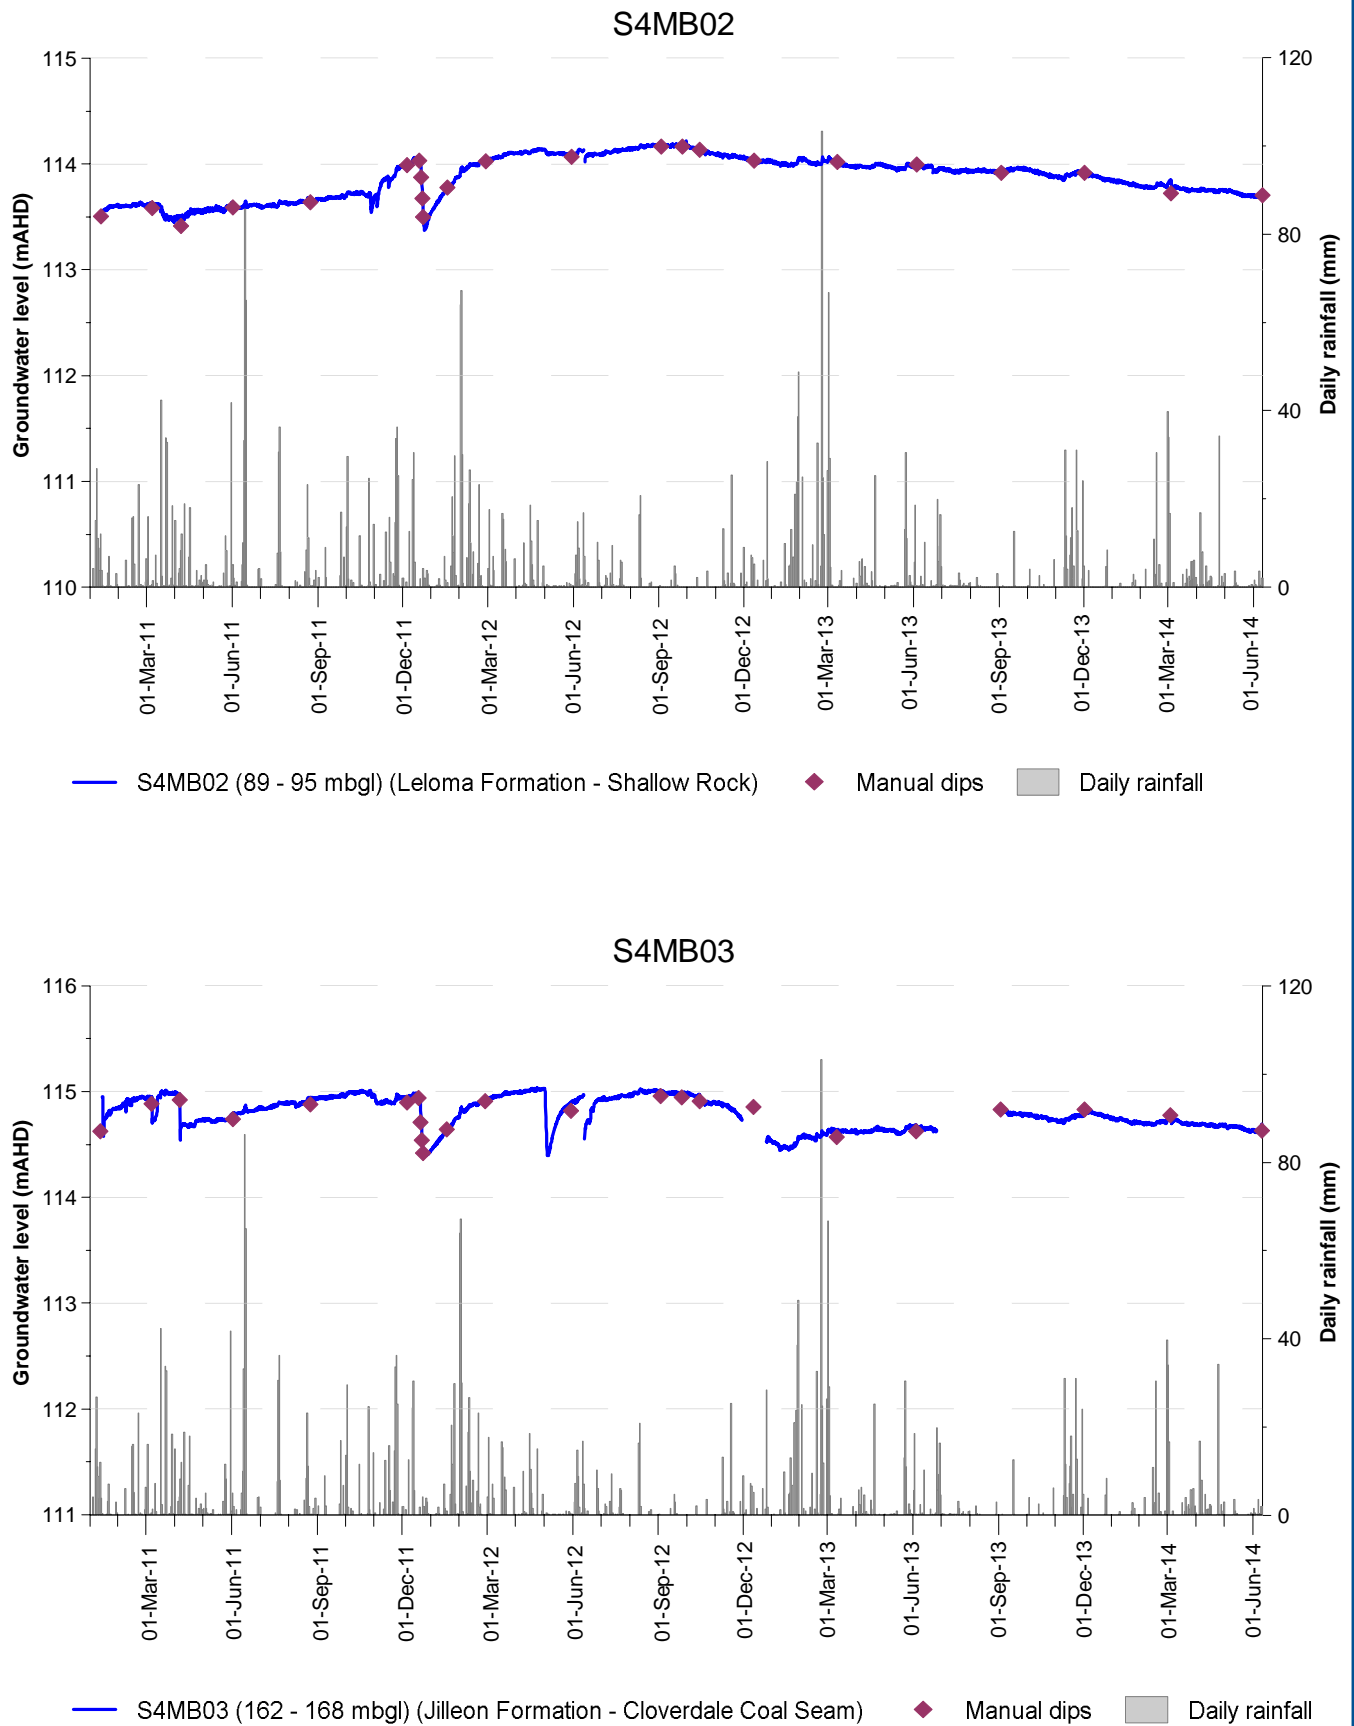 S4MB02
115
114
113
112
111
110
Groundwater level (mAHD)
120
80
40
0
Daily rainfall (mm)
01-Mar-11
01-Jun-11
01-Sep-11
01-Dec-11
01-Mar-12
01-Jun-12
01-Sep-12
01-Dec-12
01-Mar-13
01-Jun-13
01-Sep-13
01-Dec-13
01-Mar-14
01-Jun-14
S4MB02 (89 - 95 mbgl) (Leloma Formation - Shallow Rock) Manual dips Daily rainfall
S4MB03
116
115
114
113
112
111
Groundwater level (mAHD)
120
80
40
0
Daily rainfall (mm)
01-Mar-11
01-Jun-11
01-Sep-11
01-Dec-11
01-Mar-12
01-Jun-12
01-Sep-12
01-Dec-12
01-Mar-13
01-Jun-13
01-Sep-13
01-Dec-13
01-Mar-14
01-Jun-14
S4MB03 (162 - 168 mbgl) (Jilleon Formation - Cloverdale Coal Seam) Manual dips Daily rainfall